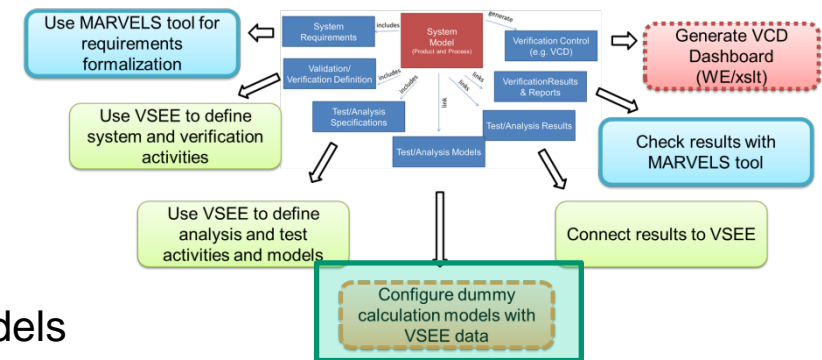 Use MARVELS tool for
requirements
formalization
System
Requirements
includes
System
Model
(Product and Process)
generate
Verification Control
(e.g. VCD)
Generate VCD
Dashboard
(WE/xslt)
Validation/
Verification Definition
includes
links
VerificationResults
& Reports
Use VSEE to define
system and verification
activities
Test/Analysis
Specifications
includes
link
links
Test/Analysis Results
Test/Analysis Models
Check results with
MARVELS tool
Use VSEE to define
analysis and test
activities and models
Connect results to VSEE
Configure dummy
calculation models with
VSEE data
dels